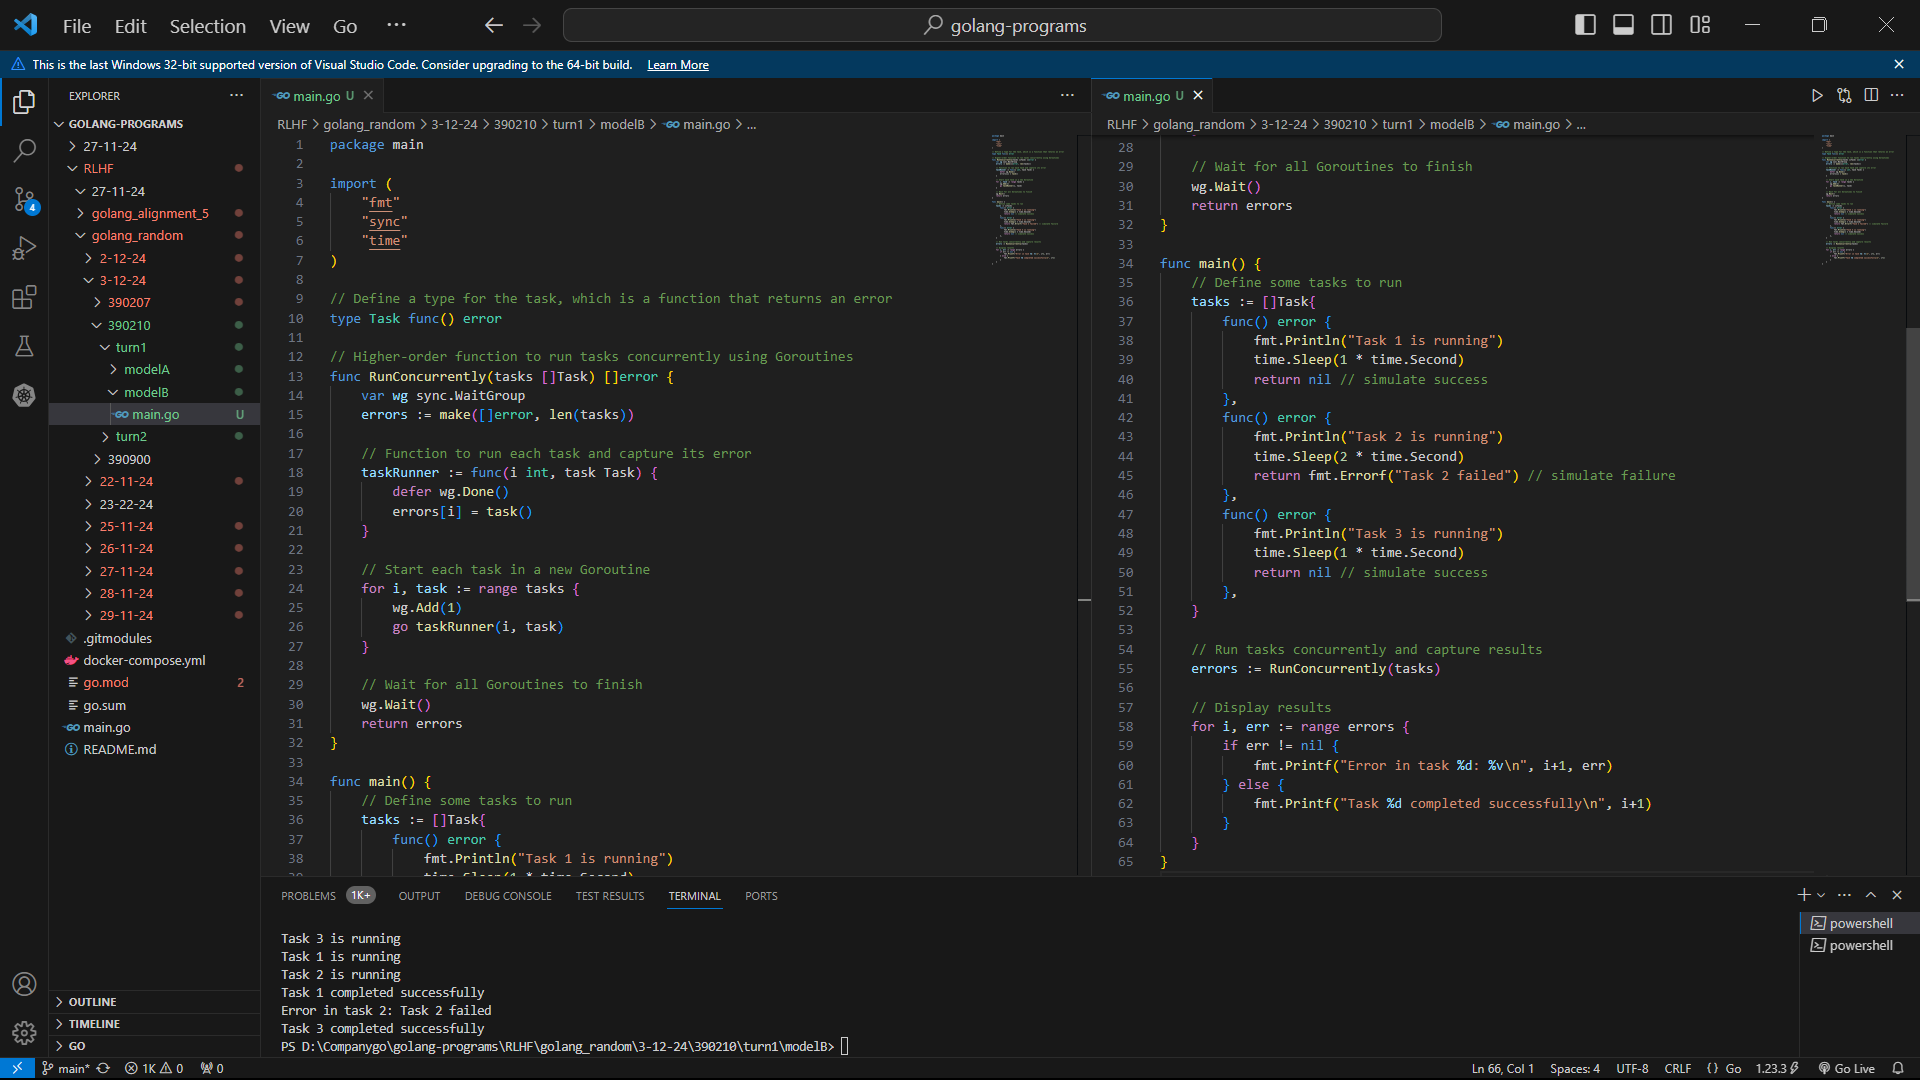 File Edit Selection View Go ··· golang-programs
This is the last Windows 32-bit supported version of Visual Studio Code. Consider upgrading to the 64-bit build. Learn More
EXPLORER
GOLANG-PROGRAMS
27-11-24
RLHF
27-11-24
golang_alignment_5
golang_random
2-12-24
3-12-24
390207
390210
turn1
modelA
modelB
main.go U
turn2
390900
22-11-24
23-22-24
25-11-24
26-11-24
27-11-24
28-11-24
29-11-24
.gitmodules
docker-compose.yml
go.mod 2
go.sum
main.go
README.md
OUTLINE
TIMELINE
GO
4
main.go U
RLHF > golang_random > 3-12-24 > 390210 > turn1 > modelB > main.go > ...
1 package main
2
3 import (
4 "fmt"
5 "sync"
6 "time"
7 )
8
9 // Define a type for the task, which is a function that returns an error
10 type Task func() error
11
12 // Higher-order function to run tasks concurrently using Goroutines
13 func RunConcurrently(tasks []Task) []error {
14 var wg sync.WaitGroup
15 errors := make([]error, len(tasks))
16
17 // Function to run each task and capture its error
18 taskRunner := func(i int, task Task) {
19 defer wg.Done()
20 errors[i] = task()
21 }
22
23 // Start each task in a new Goroutine
24 for i, task := range tasks {
25 wg.Add(1)
26 go taskRunner(i, task)
27 }
28
29 // Wait for all Goroutines to finish
30 wg.Wait()
31 return errors
32 }
33
34 func main() {
35 // Define some tasks to run
36 tasks := []Task{
37 func() error {
38 fmt.Println("Task 1 is running")
39 time.Sleep(1 * time.Second)
main.go U
RLHF > golang_random > 3-12-24 > 390210 > turn1 > modelB > main.go > ...
28
29 // Wait for all Goroutines to finish
30 wg.Wait()
31 return errors
32 }
33
34 func main() {
35 // Define some tasks to run
36 tasks := []Task{
37 func() error {
38 fmt.Println("Task 1 is running")
39 time.Sleep(1 * time.Second)
40 return nil // simulate success
41 },
42 func() error {
43 fmt.Println("Task 2 is running")
44 time.Sleep(2 * time.Second)
45 return fmt.Errorf("Task 2 failed") // simulate failure
46 },
47 func() error {
48 fmt.Println("Task 3 is running")
49 time.Sleep(1 * time.Second)
50 return nil // simulate success
51 },
52 }
53
54 // Run tasks concurrently and capture results
55 errors := RunConcurrently(tasks)
56
57 // Display results
58 for i, err := range errors {
59 if err != nil {
60 fmt.Printf("Error in task %d: %v\n", i+1, err)
61 } else {
62 fmt.Printf("Task %d completed successfully\n", i+1)
63 }
64 }
65 }
PROBLEMS 1K+ OUTPUT DEBUG CONSOLE TEST RESULTS TERMINAL PORTS
Task 3 is running
Task 1 is running
Task 2 is running
Task 1 completed successfully
Error in task 2: Task 2 failed
Task 3 completed successfully
PS D:\Companygo\golang-programs\RLHF\golang_random\3-12-24\390210\turn1\modelB>
powershell
powershell
main* 1K 0 0 Ln 66, Col 1 Spaces: 4 UTF-8 CRLF {} Go 1.23.3 Go Live